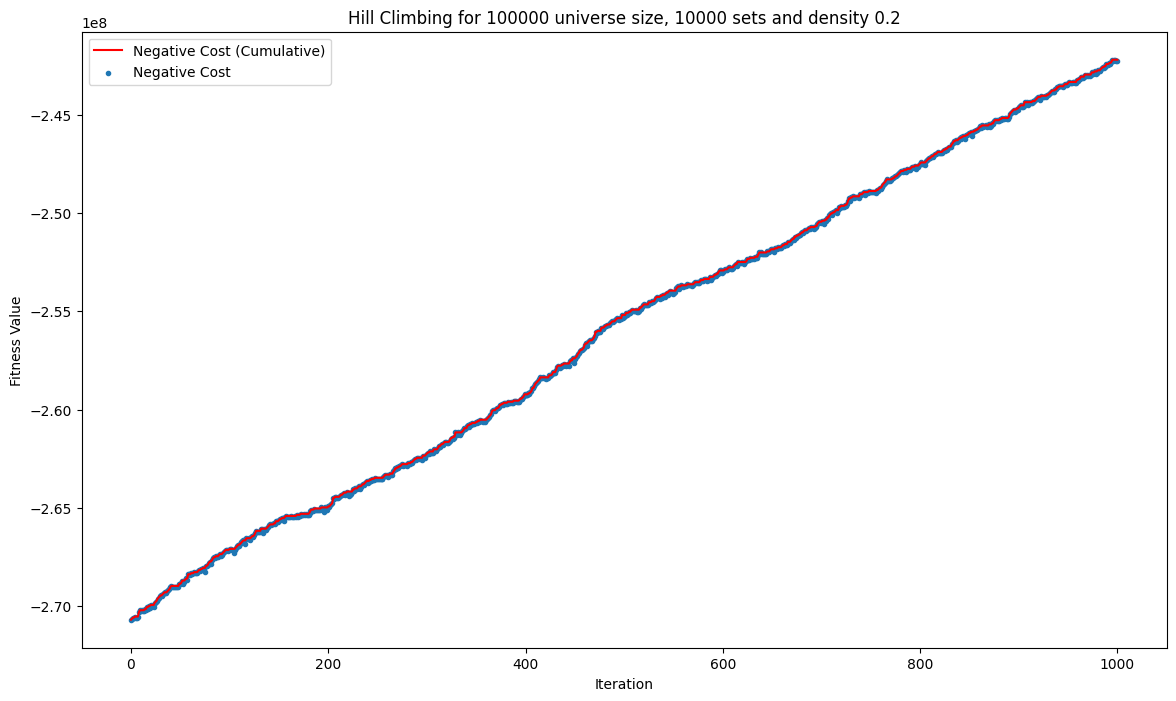 Hill Climbing for 100000 universe size, 10000 sets and density 0.2
1e8
Negative Cost (Cumulative)
Negative Cost
−2.45
−2.50
−2.55
−2.60
−2.65
−2.70
Fitness Value
0
200
400
600
800
1000
Iteration